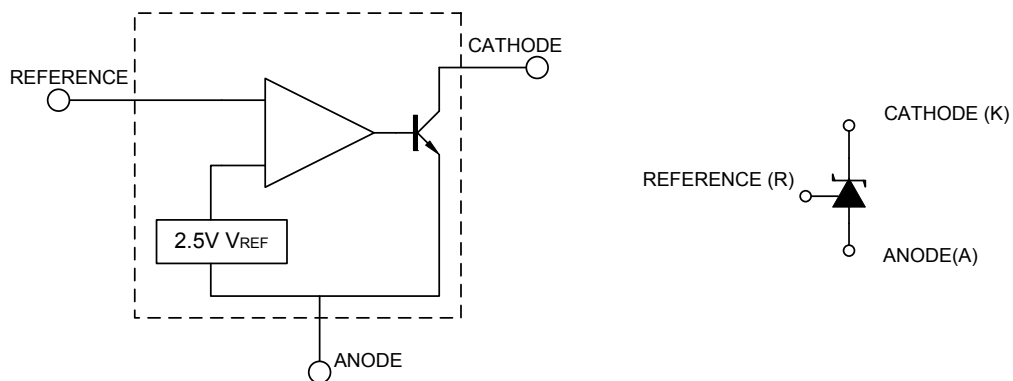 CATHODE
REFERENCE
2.5V VREF
ANODE
CATHODE (K)
REFERENCE (R)
ANODE(A)